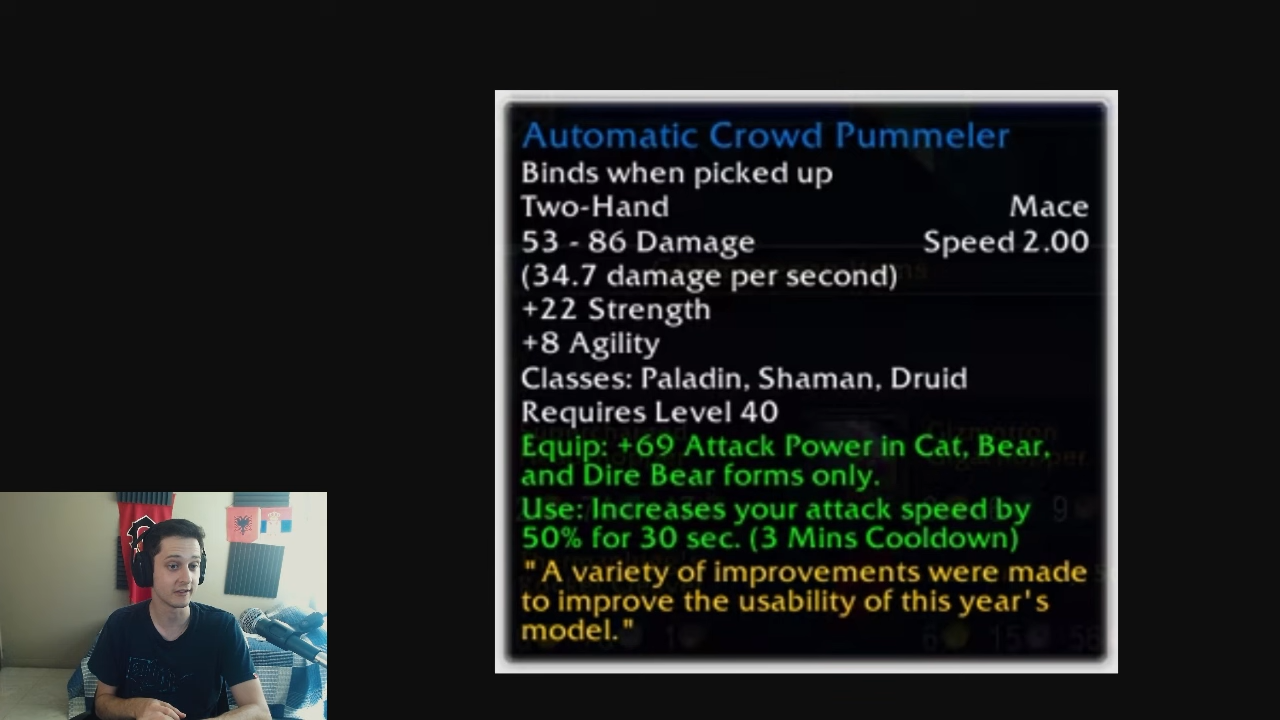 Automatic Crowd Pummeler
Binds when picked up
Two-Hand Mace
53 - 86 Damage Speed 2.00
(34.7 damage per second)
+22 Strength
+8 Agility
Classes: Paladin, Shaman, Druid
Requires Level 40
Equip: +69 Attack Power in Cat, Bear,
and Dire Bear forms only.
Use: Increases your attack speed by
50% for 30 sec. (3 Mins Cooldown)
"A variety of improvements were made
to improve the usability of this year's
model."